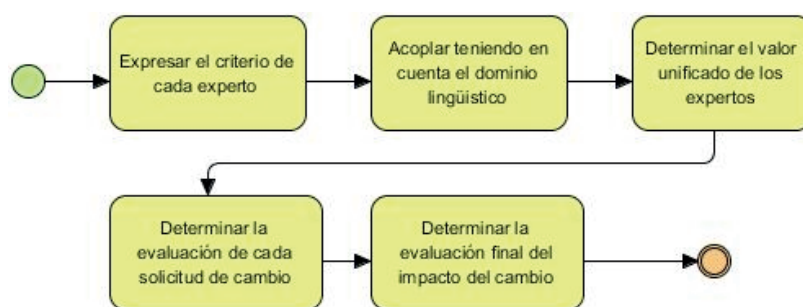 Expresar el criterio de
cada experto
Acoplar teniendo en
cuenta el dominio
lingüístico
Determinar el valor
unificado de los
expertos
Determinar la
evaluación de cada
solicitud de cambio
Determinar la
evaluación final del
impacto del cambio